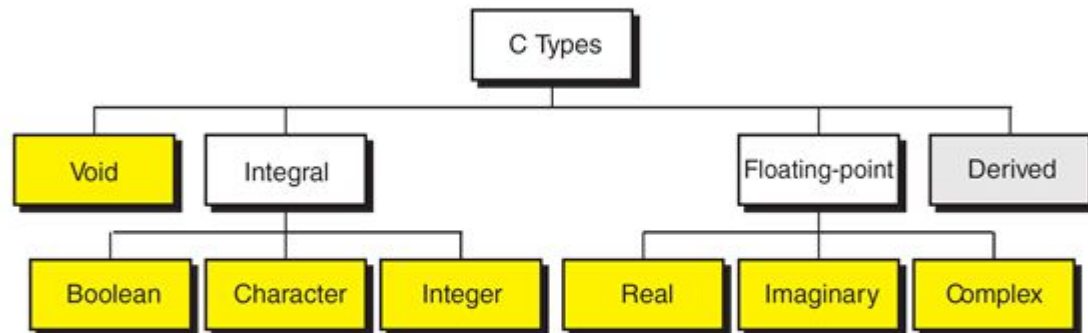 C Types
Void
Integral
Floating-point
Derived
Boolean
Character
Integer
Real
Imaginary
Complex